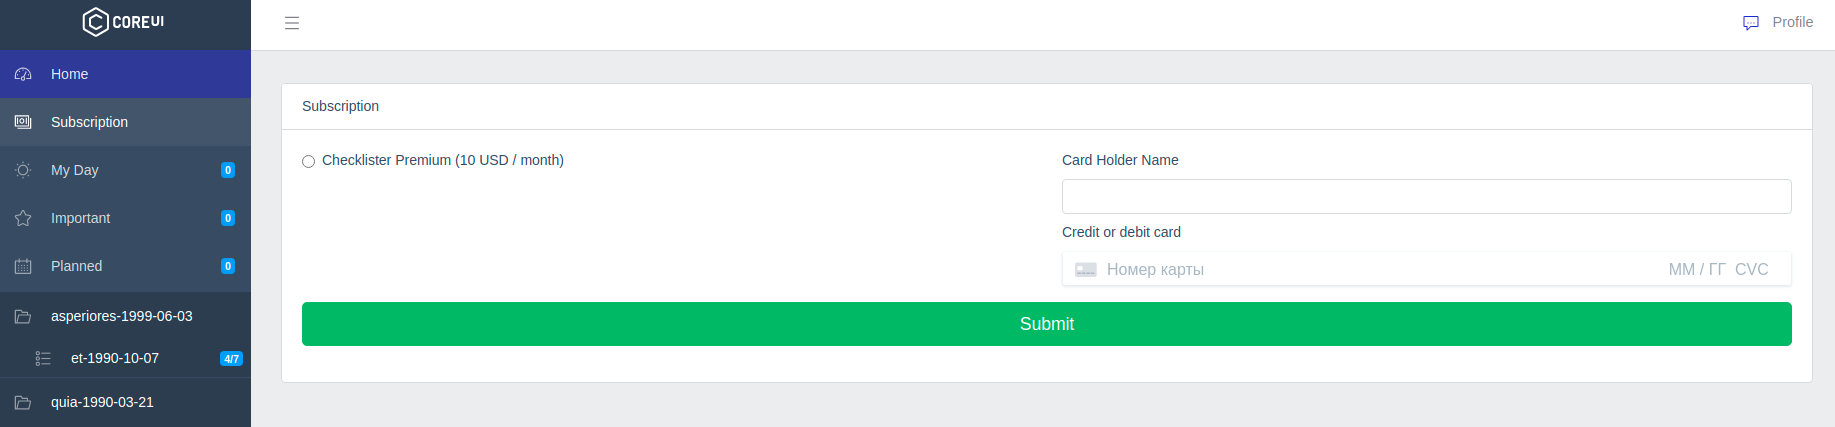 COREUI
Profile
Home
Subscription
My Day 0
Important 0
Planned 0
asperiores-1999-06-03
et-1990-10-07 4/7
quia-1990-03-21
Subscription
Checklister Premium (10 USD / month)
Card Holder Name
Credit or debit card
Номер карты ММ / ГГ CVC
Submit